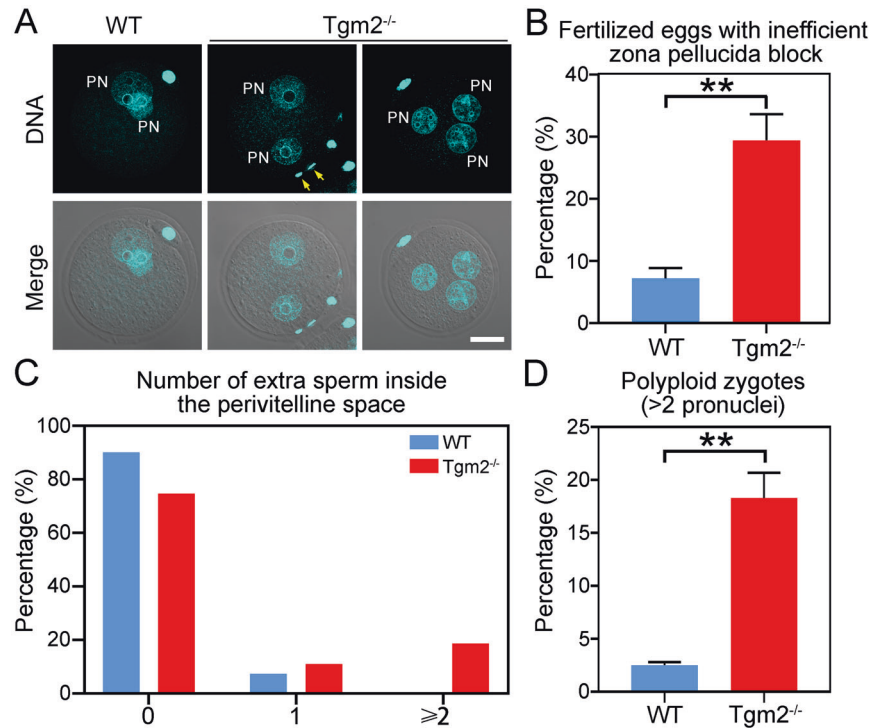 A
WT
Tgm2-/-
DNA
PN
PN
PN
PN
PN
PN
PN
Merge
B
Fertilized eggs with inefficient
zona pellucida block
Percentage (%)
40
30
20
10
0
**
WT
Tgm2-/-
C
Number of extra sperm inside
the perivitelline space
Percentage (%)
100
80
60
40
20
0
WT
Tgm2-/-
0
1
⩾2
D
Polyploid zygotes
(>2 pronuclei)
Percentage (%)
25
20
15
10
5
0
**
WT
Tgm2-/-